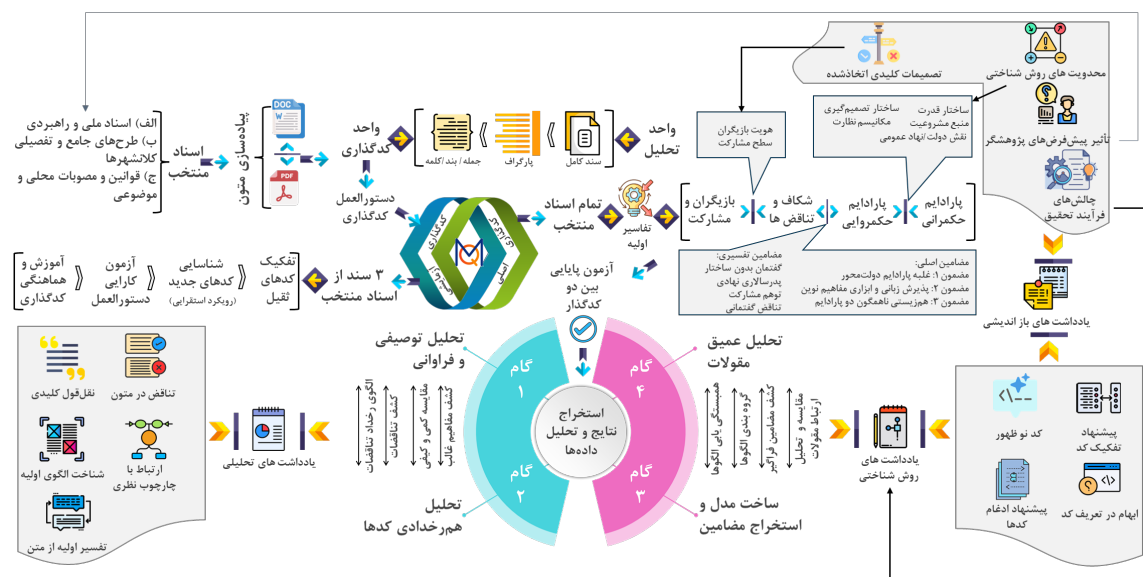 الف) اسناد ملی و راهبردی
ب) طرح‌های جامع و تفصیلی
کلانشهرها
ج) قوانین و مصوبات محلی و
موضوعی
اسناد
منتخب
پیاده‌سازی متون
DOC
W
PDF
واحد
کدگذاری
جمله/بند/کلمه
پاراگراف
سند کامل
واحد
تحلیل
دستورالعمل
کدگذاری
کدگذاری
آزمایشی
کدگذاری
اصلی
MQ
تمام اسناد
منتخب
تفاسیر
اولیه
بازیگران و
مشارکت
شکاف و
تناقض ها
پارادایم
حکمروایی
پارادایم
حکمرانی
هویت بازیگران
سطح مشارکت
ساختار قدرت
منبع مشروعیت
نقش دولت/نهاد عمومی
ساختار تصمیم‌گیری
مکانیسم نظارت
تصمیمات کلیدی اتخاذشده
محدویت های روش شناختی
تأثیر پیش‌فرض‌های پژوهشگر
چالش‌های
فرآیند تحقیق
مضامین تفسیری:
گفتمان بدون ساختار
پدرسالاری نهادی
توهم مشارکت
تناقض گفتمانی
مضامین اصلی:
مضمون ۱: غلبه پارادایم دولت‌محور
مضمون ۲: پذیرش زبانی و ابزاری مفاهیم نوین
مضمون ۳: هم‌زیستی ناهمگون دو پارادایم
یادداشت های باز اندیشی
۳ سند از
اسناد منتخب
تفکیک
کدهای
ثقیل
شناسایی
کدهای جدید
(رویکرد استقرایی)
آزمون
کارایی
دستورالعمل
آموزش و
هماهنگی
کدگذاری
آزمون پایایی
بین دو
کدگذار
استخراج
نتایج و تحلیل
داده‌ها
گام
۱
گام
۲
گام
۳
گام
۴
تحلیل توصیفی
و فراوانی
کشف مفاهیم غالب
مقایسه کمی و کیفی
کشف تناقضات
الگوی رخداد تناقضات
تحلیل
هم‌رخدادی کدها
تحلیل عمیق
مقولات
همبستگی یابی الگوها
گروه بندی الگوها
کشف مضامین فراگیر
مقایسه و تحلیل
ارتباط مقولات
ساخت مدل و
استخراج مضامین
یادداشت های تحلیلی
نقل‌قول کلیدی
تناقض در متون
شناخت الگوی اولیه
ارتباط با
چارچوب نظری
تفسیر اولیه از متن
یادداشت های
روش شناختی
کد نو ظهور
پیشنهاد
تفکیک کد
پیشنهاد ادغام
کدها
ابهام در تعریف کد